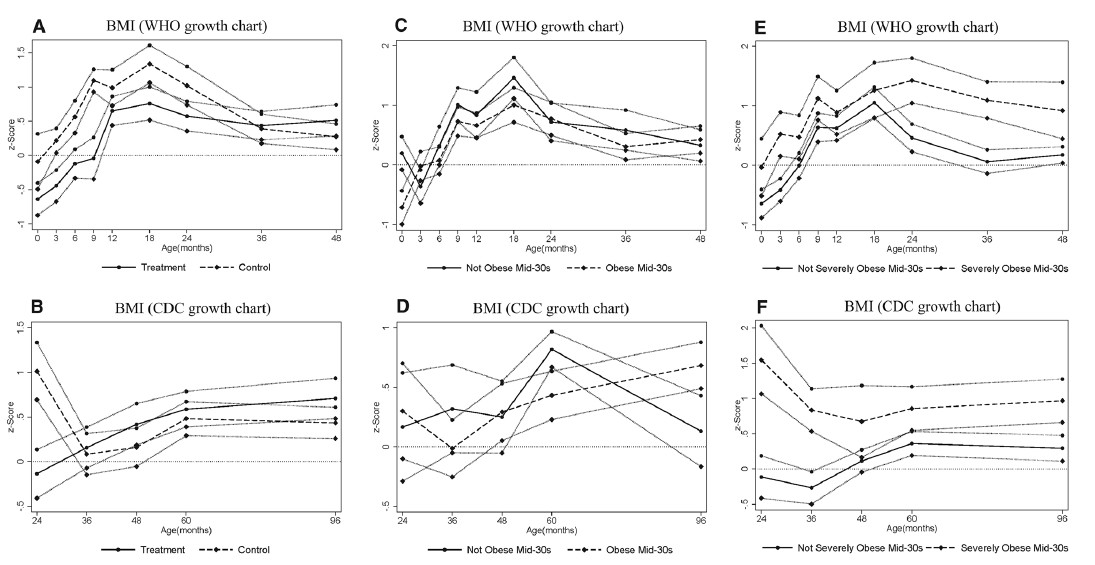 A
BMI (WHO growth chart)
z-Score
1.5
1
.5
0
-.5
-1
0 3 6 9 12 18 24 36 48
Age(months)
Treatment Control
C
BMI (WHO growth chart)
z-Score
2
1
0
-1
0 3 6 9 12 18 24 36 48
Age(months)
Not Obese Mid-30s Obese Mid-30s
E
BMI (WHO growth chart)
z-Score
2
1
0
-1
0 3 6 9 12 18 24 36 48
Age(months)
Not Severely Obese Mid-30s Severely Obese Mid-30s
B
BMI (CDC growth chart)
z-Score
1.5
1
.5
0
-.5
24 36 48 60 96
Age(months)
Treatment Control
D
BMI (CDC growth chart)
z-Score
1
.5
0
-.5
24 36 48 60 96
Age(months)
Not Obese Mid-30s Obese Mid-30s
F
BMI (CDC growth chart)
z-Score
2
1.5
1
.5
0
-.5
24 36 48 60 96
Age(months)
Not Severely Obese Mid-30s Severely Obese Mid-30s